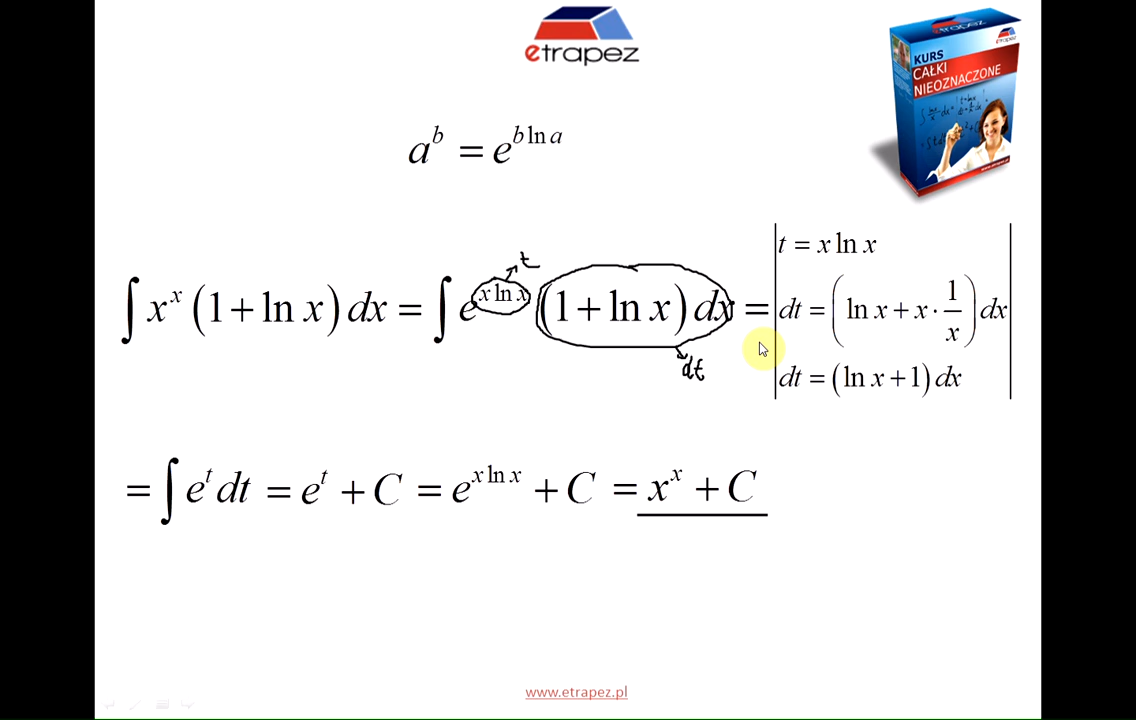 etrapez
KURS
CAŁKI
NIEOZNACZONE
a^b = e^{b ln a}
t
∫ x^x (1 + ln x) dx = ∫ e^{x ln x} (1 + ln x) dx =
dt
t = x ln x
dt = (ln x + x · 1/x) dx
dt = (ln x + 1) dx
= ∫ e^t dt = e^t + C = e^{x ln x} + C = x^x + C
www.etrapez.pl